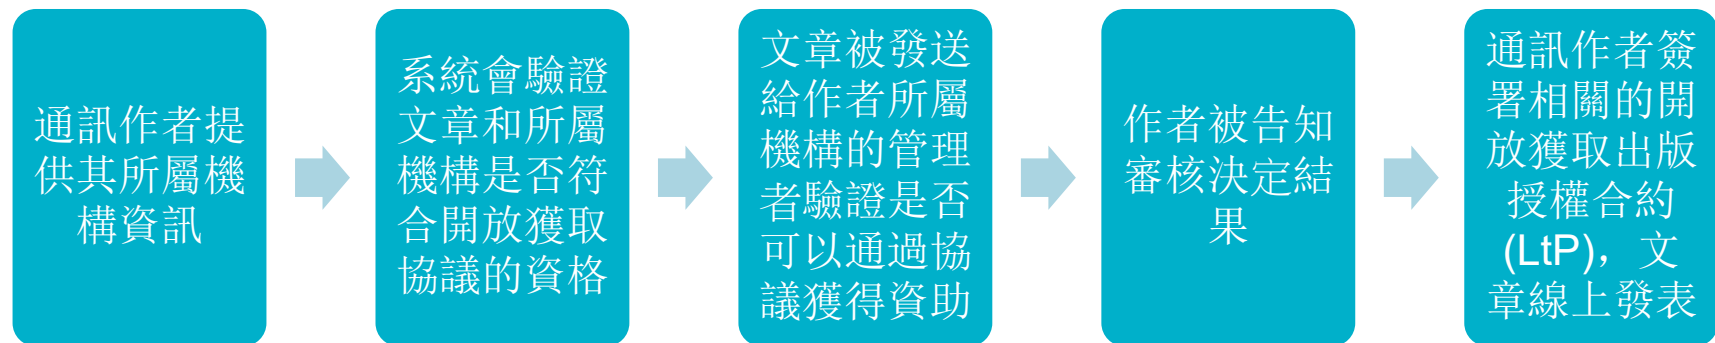 通訊作者提
供其所屬機
構資訊
系統會驗證
文章和所屬
機構是否符
合開放獲取
協議的資格
文章被發送
給作者所屬
機構的管理
者驗證是否
可以通過協
議獲得資助
作者被告知
審核決定結
果
通訊作者簽
署相關的開
放獲取出版
授權合約
(LtP)，文
章線上發表